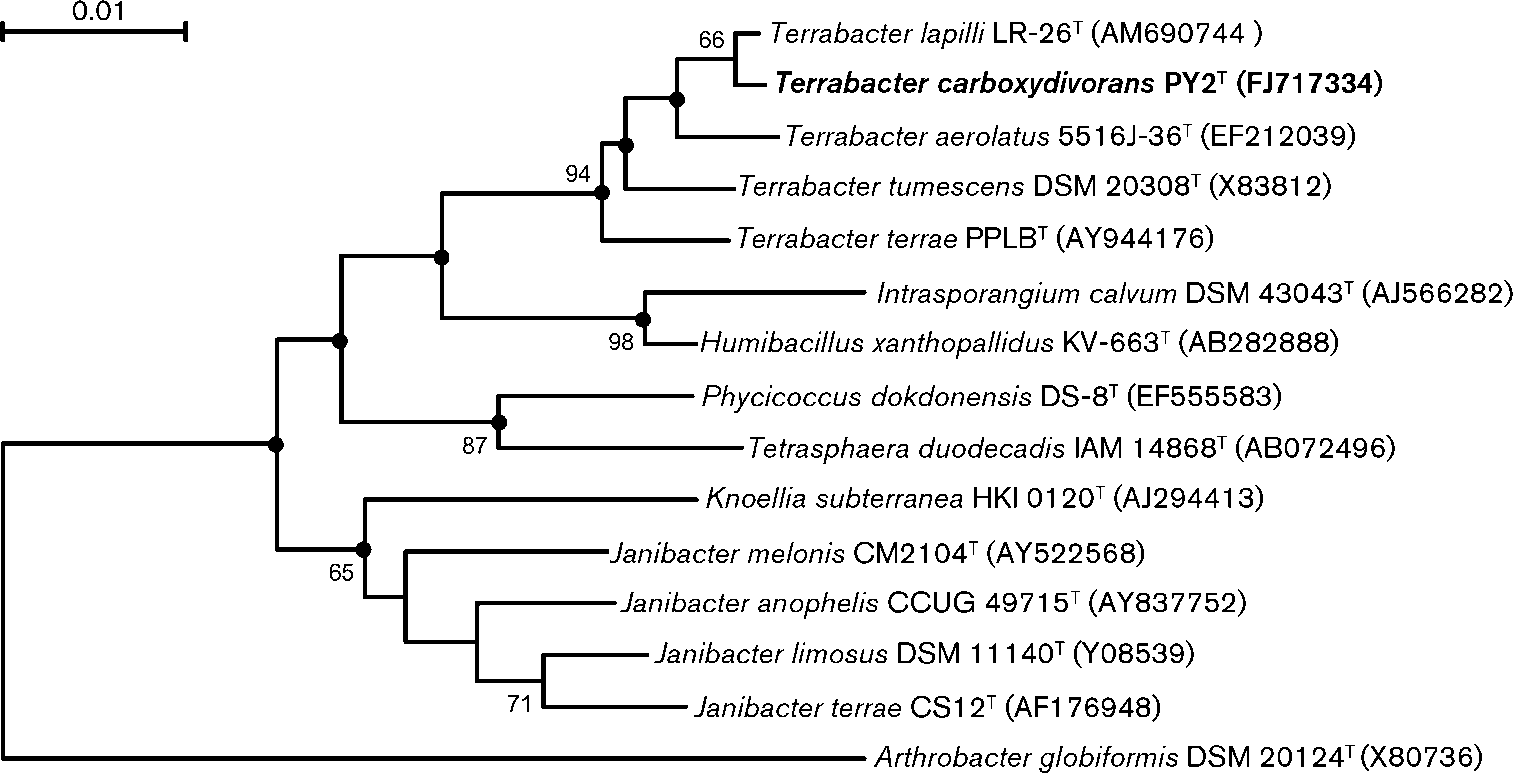 0.01
66
Terrabacter lapilli LR-26ᵀ (AM690744 )
Terrabacter carboxydivorans PY2ᵀ (FJ717334)
Terrabacter aerolatus 5516J-36ᵀ (EF212039)
94
Terrabacter tumescens DSM 20308ᵀ (X83812)
Terrabacter terrae PPLBᵀ (AY944176)
Intrasporangium calvum DSM 43043ᵀ (AJ566282)
98
Humibacillus xanthopallidus KV-663ᵀ (AB282888)
Phycicoccus dokdonensis DS-8ᵀ (EF555583)
87
Tetrasphaera duodecadis IAM 14868ᵀ (AB072496)
Knoellia subterranea HKI 0120ᵀ (AJ294413)
Janibacter melonis CM2104ᵀ (AY522568)
65
Janibacter anophelis CCUG 49715ᵀ (AY837752)
Janibacter limosus DSM 11140ᵀ (Y08539)
71
Janibacter terrae CS12ᵀ (AF176948)
Arthrobacter globiformis DSM 20124ᵀ (X80736)